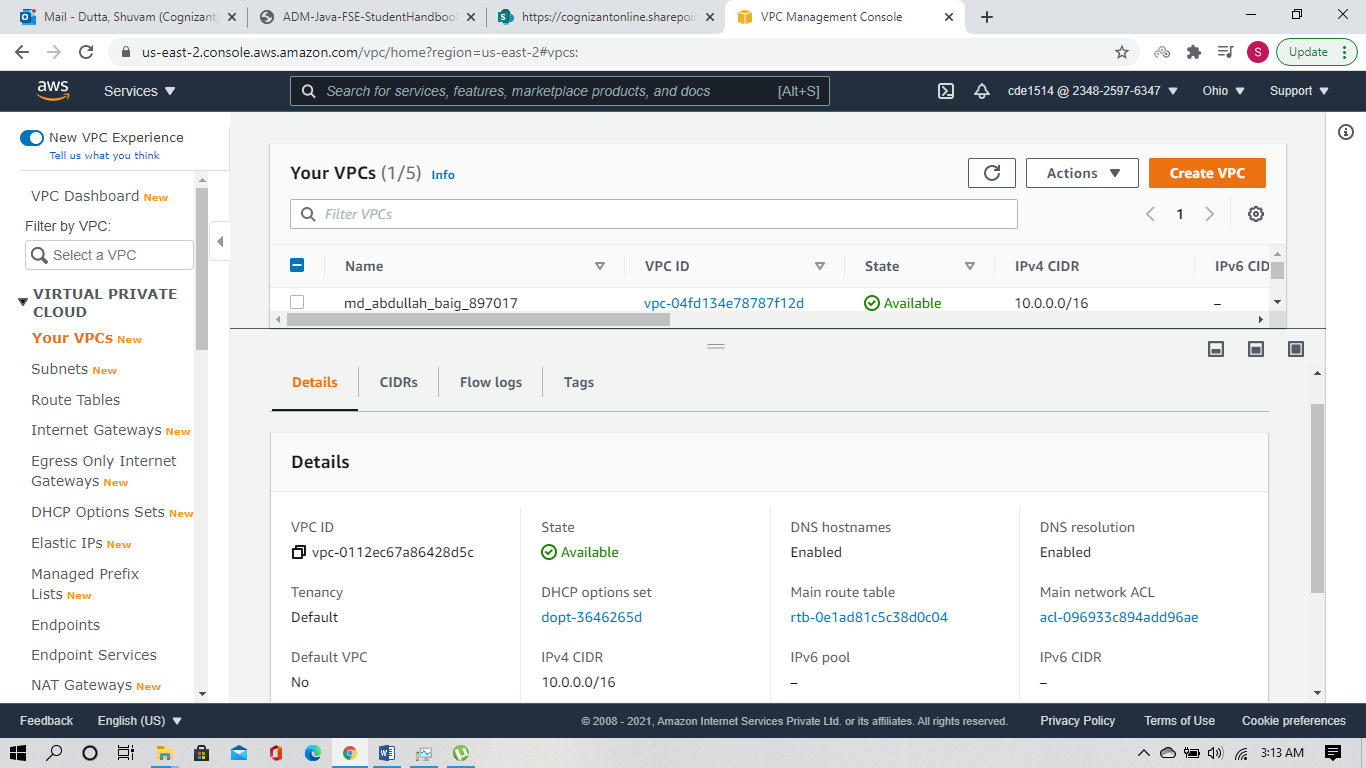 Mail - Dutta, Shuvam (Cognizant)
ADM-Java-FSE-StudentHandbook
https://cognizantonline.sharepoi
VPC Management Console
us-east-2.console.aws.amazon.com/vpc/home?region=us-east-2#vpcs:
S
Update
aws
Services
Search for services, features, marketplace products, and docs
[Alt+S]
cde1514 @ 2348-2597-6347
Ohio
Support
New VPC Experience
Tell us what you think
VPC Dashboard New
Filter by VPC:
Select a VPC
VIRTUAL PRIVATE
CLOUD
Your VPCs New
Subnets New
Route Tables
Internet Gateways New
Egress Only Internet
Gateways New
DHCP Options Sets New
Elastic IPs New
Managed Prefix
Lists New
Endpoints
Endpoint Services
NAT Gateways New
Your VPCs (1/5) Info
Actions
Create VPC
Filter VPCs
1
Name
VPC ID
State
IPv4 CIDR
IPv6 CID
md_abdullah_baig_897017
vpc-04fd134e78787f12d
Available
10.0.0.0/16
–
Details
CIDRs
Flow logs
Tags
Details
VPC ID
vpc-0112ec67a86428d5c
State
Available
DNS hostnames
Enabled
DNS resolution
Enabled
Tenancy
Default
DHCP options set
dopt-3646265d
Main route table
rtb-0e1ad81c5c38d0c04
Main network ACL
acl-096933c894add96ae
Default VPC
No
IPv4 CIDR
10.0.0.0/16
IPv6 pool
–
IPv6 CIDR
–
Feedback
English (US)
© 2008 - 2021, Amazon Internet Services Private Ltd. or its affiliates. All rights reserved.
Privacy Policy
Terms of Use
Cookie preferences
3:13 AM